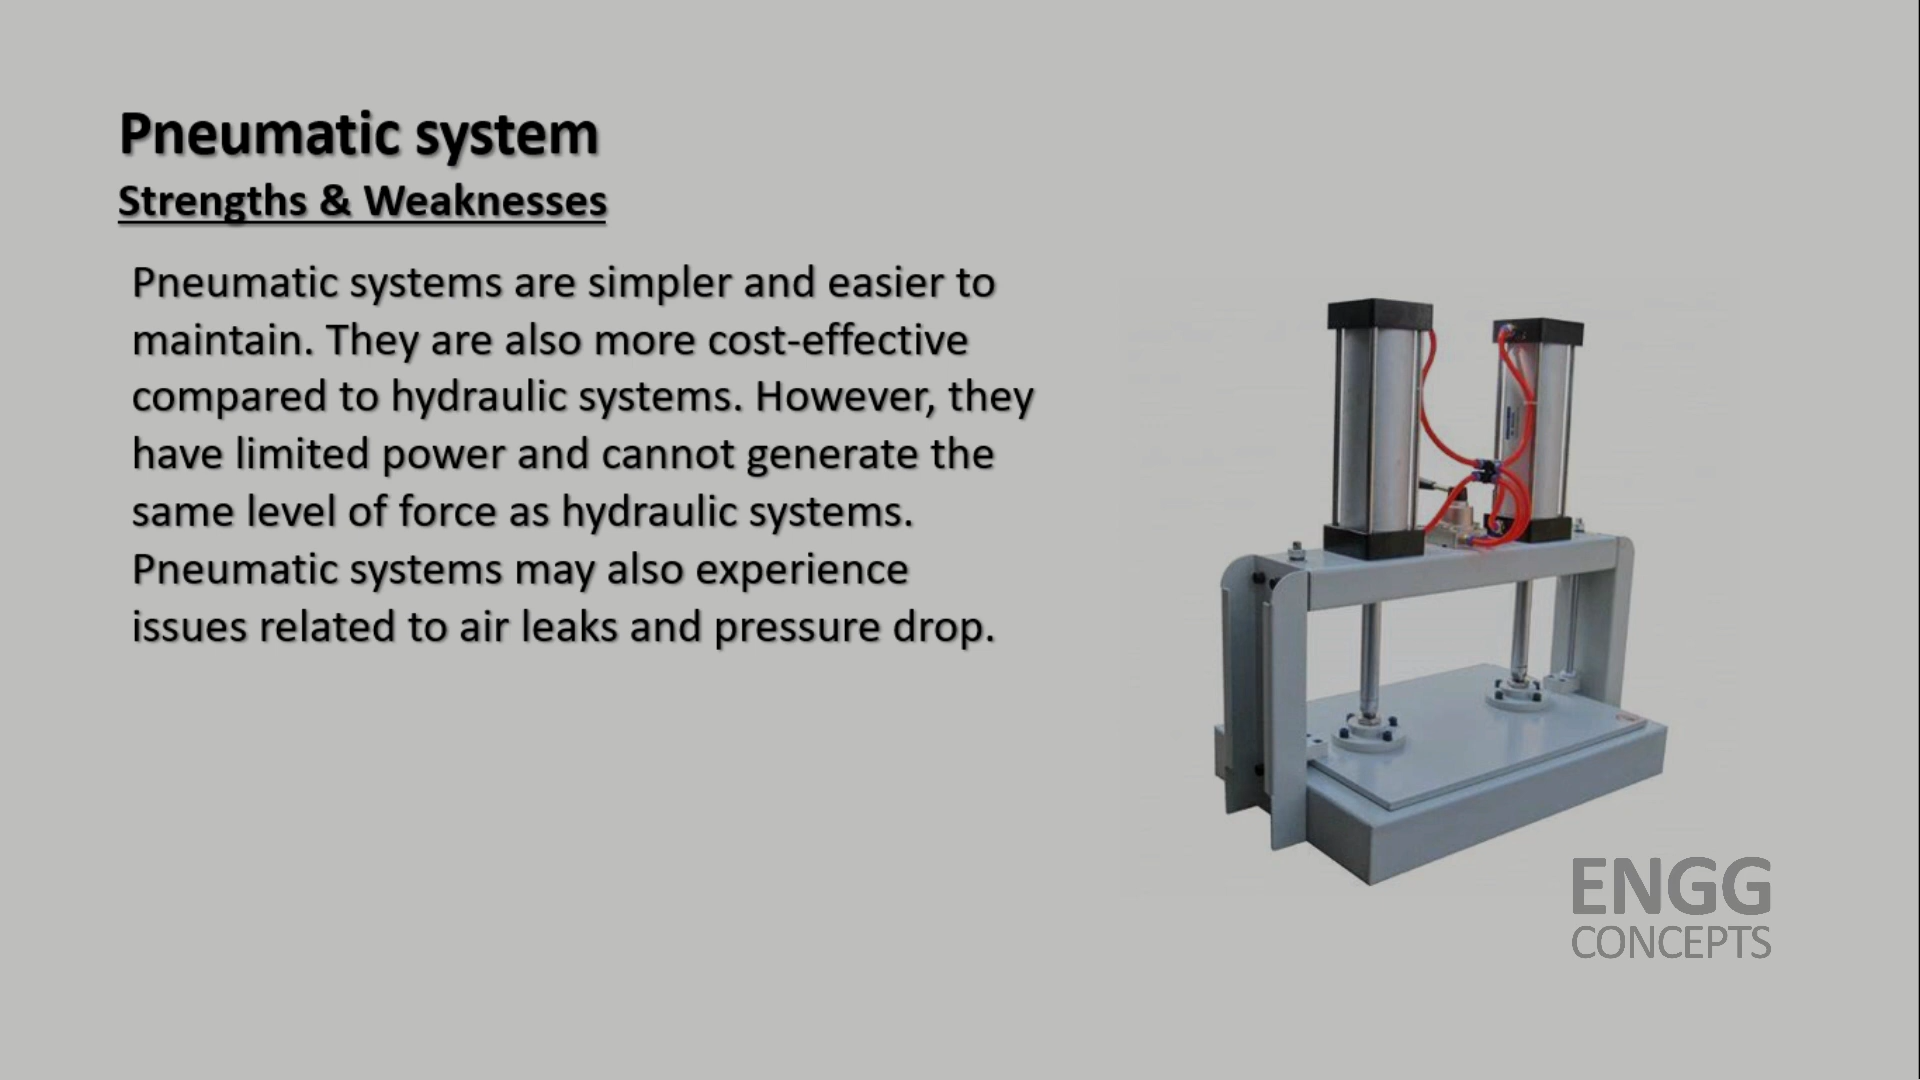 Pneumatic system
Strengths & Weaknesses
Pneumatic systems are simpler and easier to
maintain. They are also more cost-effective
compared to hydraulic systems. However, they
have limited power and cannot generate the
same level of force as hydraulic systems.
Pneumatic systems may also experience
issues related to air leaks and pressure drop.
ENGG
CONCEPTS